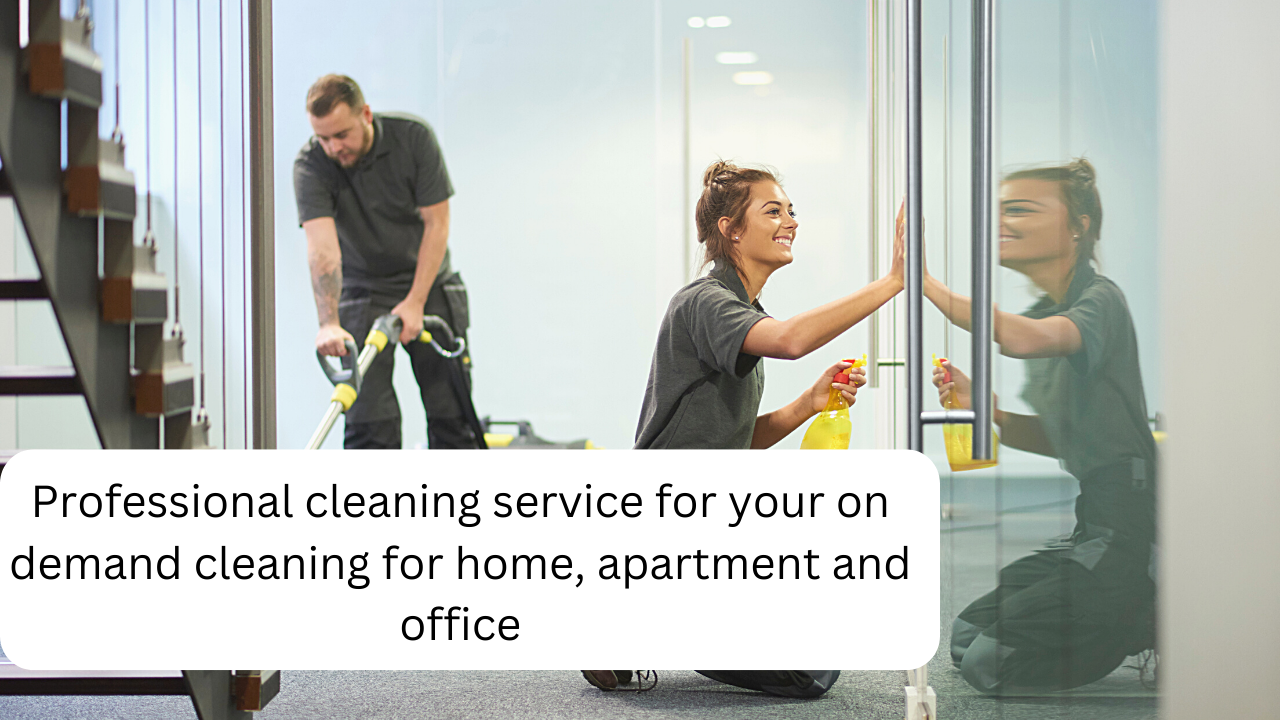 Professional cleaning service for your on
demand cleaning for home, apartment and
office